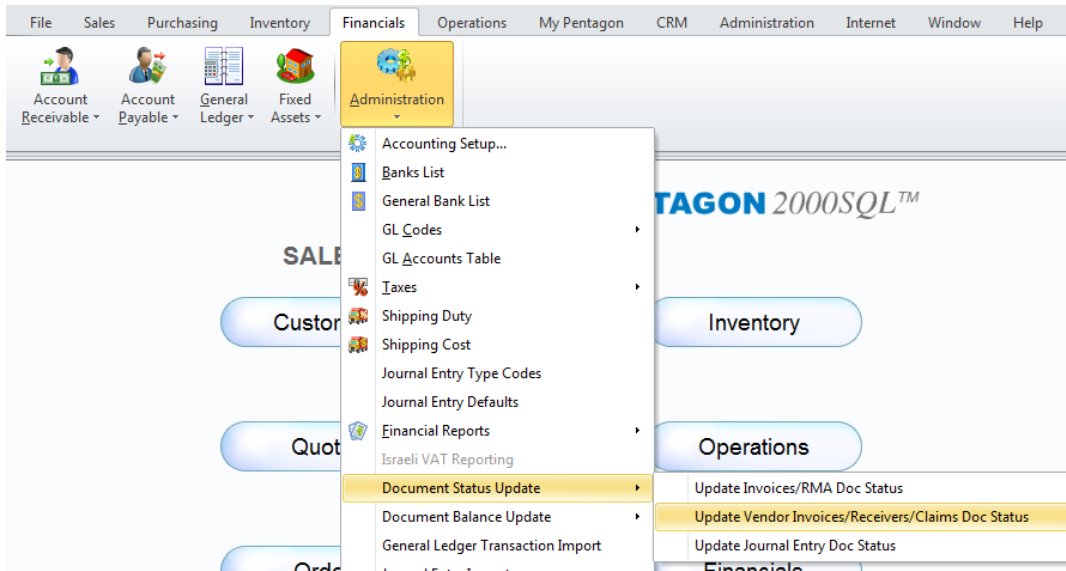 File Sales Purchasing Inventory Financials Operations My Pentagon CRM Administration Internet Window Help
Account Receivable
Account Payable
General Ledger
Fixed Assets
Administration
Accounting Setup...
Banks List
General Bank List
GL Codes
GL Accounts Table
Taxes
Shipping Duty
Shipping Cost
Journal Entry Type Codes
Journal Entry Defaults
Financial Reports
Israeli VAT Reporting
Document Status Update
Document Balance Update
General Ledger Transaction Import
Update Invoices/RMA Doc Status
Update Vendor Invoices/Receivers/Claims Doc Status
Update Journal Entry Doc Status
TAGON 2000SQL™
SALE
Custor
Inventory
Quot
Operations
Financials